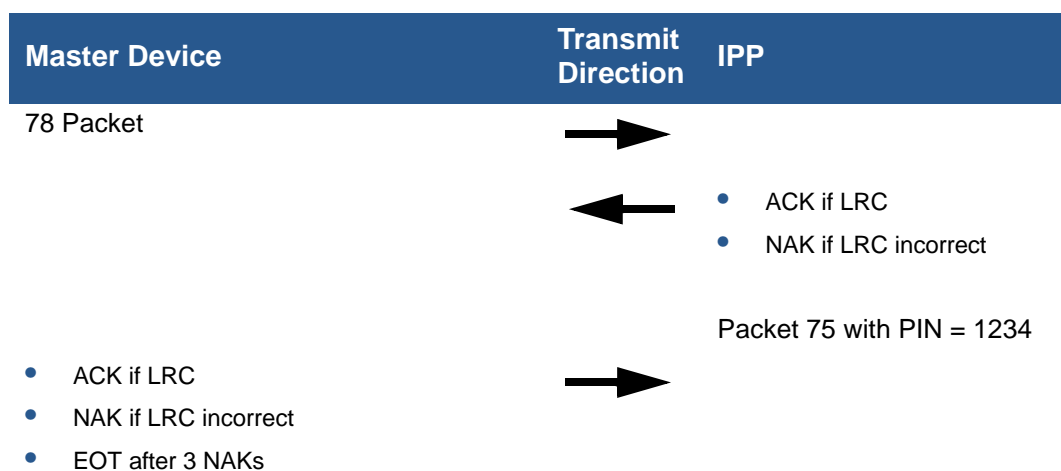 Master Device
Transmit
Direction
IPP
78 Packet
ACK if LRC
NAK if LRC incorrect
Packet 75 with PIN = 1234
ACK if LRC
NAK if LRC incorrect
EOT after 3 NAKs